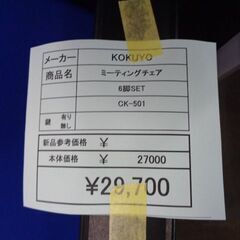 メーカー KOKUYO
商品名 ミーティングチェア
6脚SET
CK-501
鍵 有り
無し
新品参考価格 ¥
本体価格 ¥ 27000
¥29,700